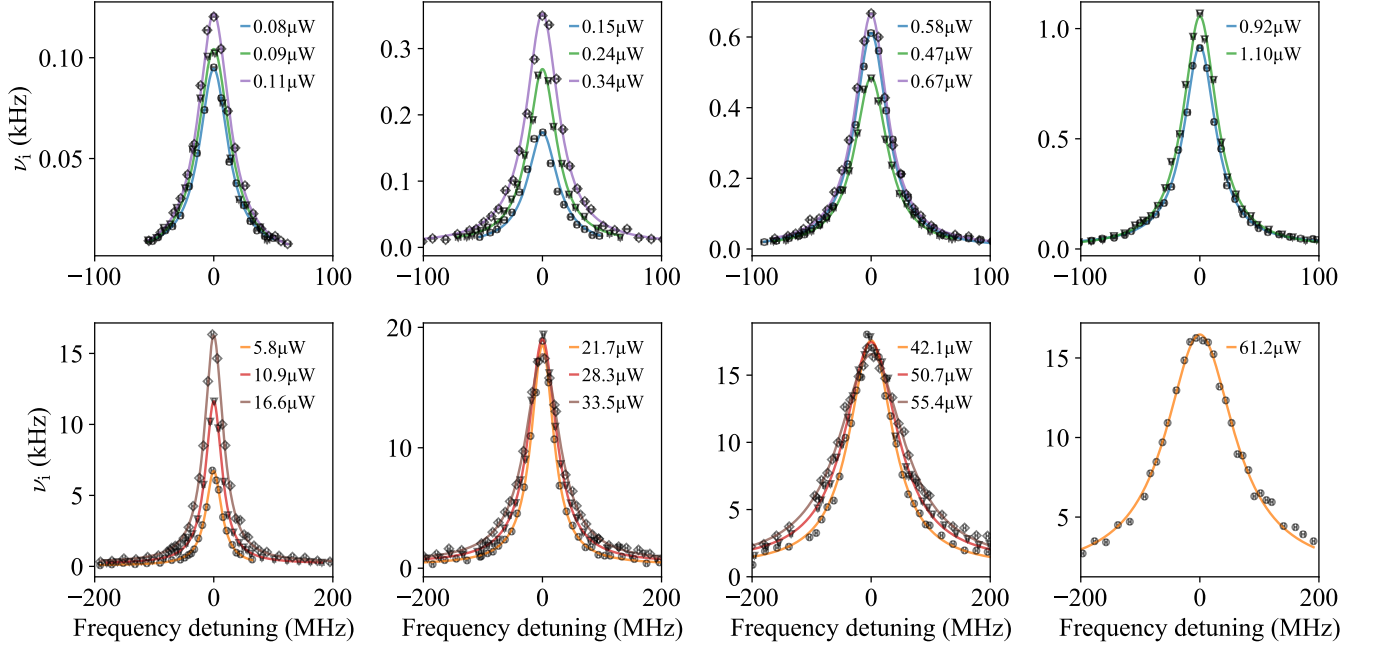 0.08µW
0.09µW
0.11µW
0.10
0.05
−100
0
100
νi (kHz)
0.15µW
0.24µW
0.34µW
0.3
0.2
0.1
0.0
−100
0
100
0.58µW
0.47µW
0.67µW
0.6
0.4
0.2
0.0
−100
0
100
0.92µW
1.10µW
1.0
0.5
0.0
−100
0
100
5.8µW
10.9µW
16.6µW
15
10
5
0
−200
0
200
νi (kHz)
Frequency detuning (MHz)
21.7µW
28.3µW
33.5µW
20
10
0
−200
0
200
Frequency detuning (MHz)
42.1µW
50.7µW
55.4µW
15
10
5
0
−200
0
200
Frequency detuning (MHz)
61.2µW
15
10
5
−200
0
200
Frequency detuning (MHz)